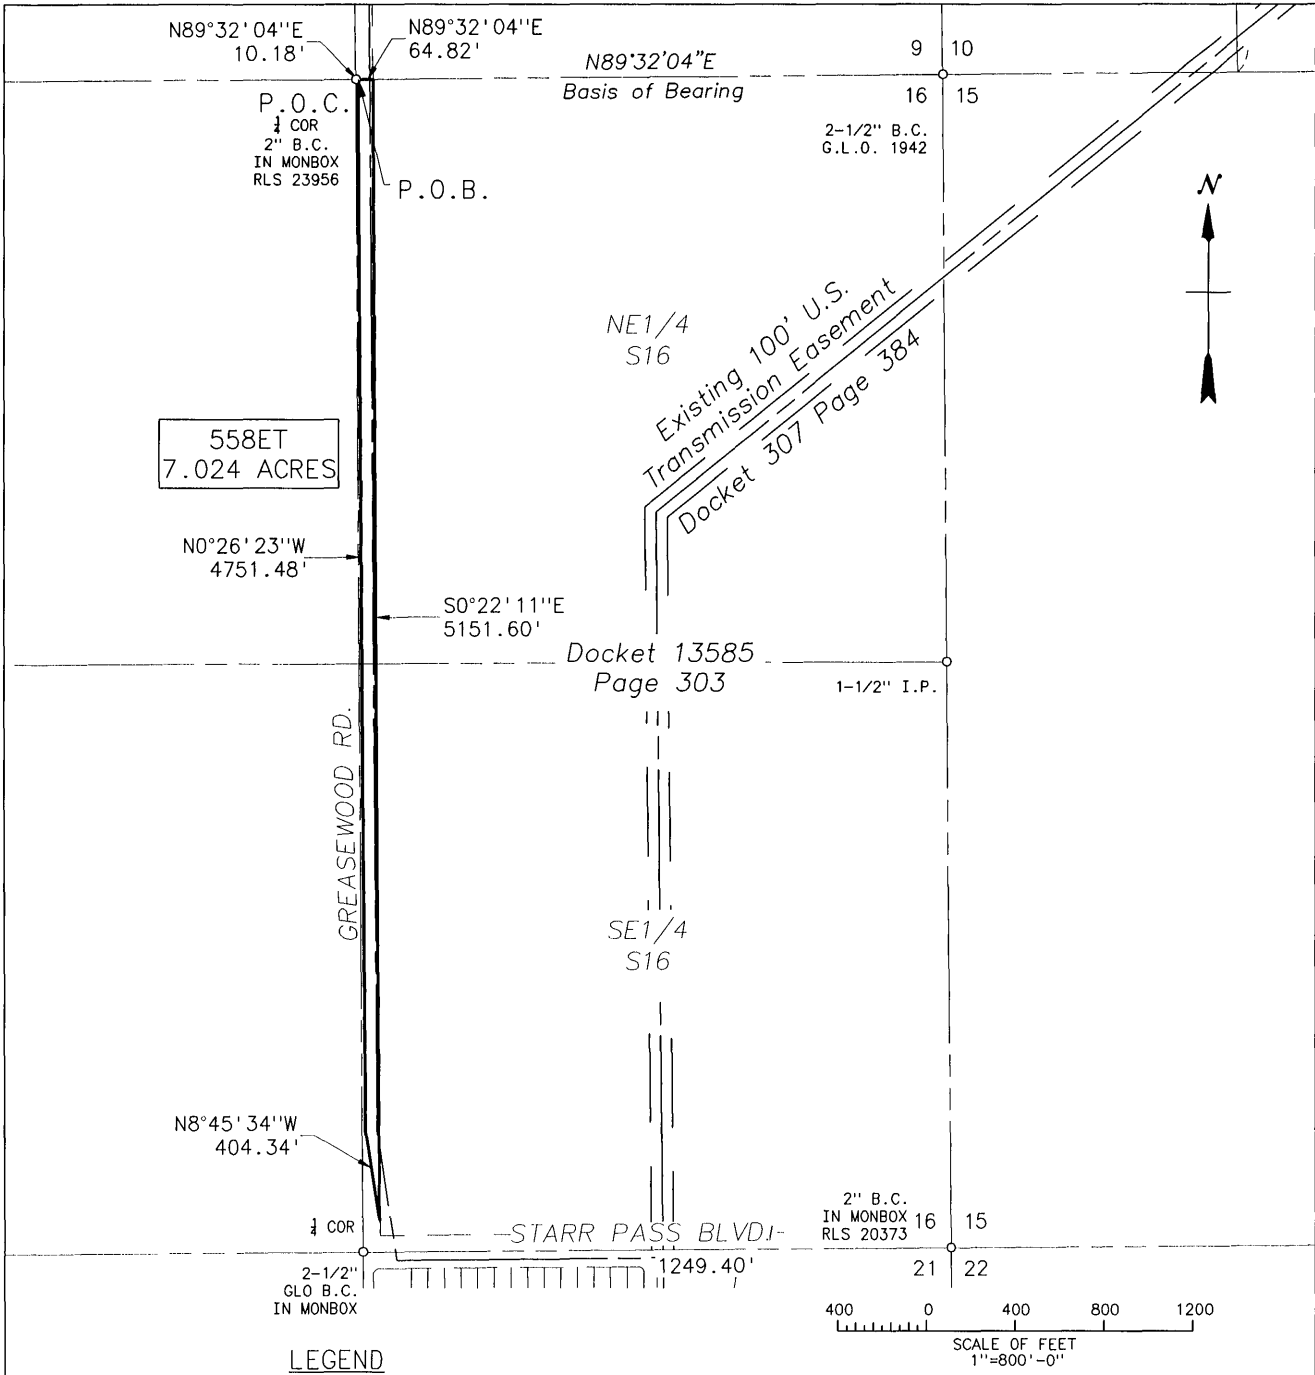 N89°32'04"E
10.18'
N89°32'04"E
64.82'
N89°32'04"E
Basis of Bearing
9
10
16
15
P.O.C.
¼ COR
2" B.C.
IN MONBOX
RLS 23956
P.O.B.
2-1/2" B.C.
G.L.O. 1942
N
NE1/4
S16
Existing 100' U.S.
Transmission Easement
Docket 307 Page 384
558ET
7.024 ACRES
N0°26'23"W
4751.48'
S0°22'11"E
5151.60'
Docket 13585
Page 303
1-1/2" I.P.
GREASEWOOD RD.
SE1/4
S16
N8°45'34"W
404.34'
¼ COR
STARR PASS BLVD.
1249.40'
2" B.C.
IN MONBOX
RLS 20373
16
15
21
22
2-1/2"
GLO B.C.
IN MONBOX
400 0 400 800 1200
SCALE OF FEET
1"=800'-0"
LEGEND